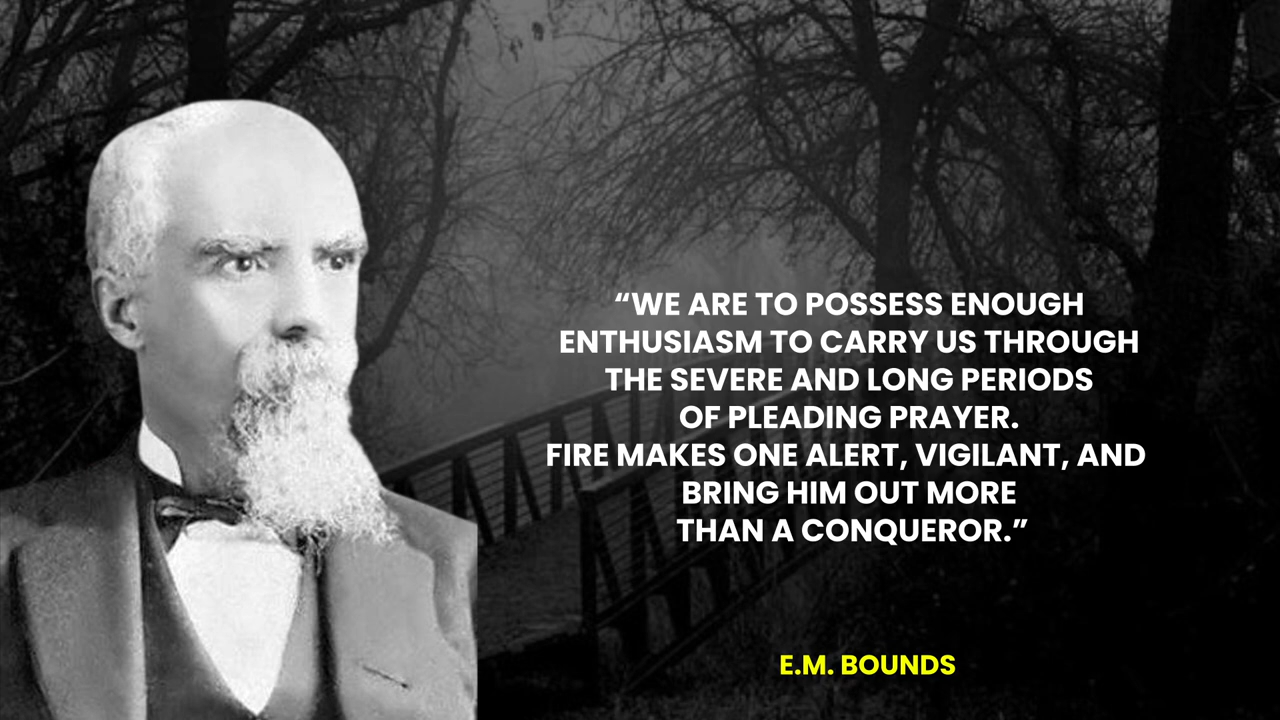 “WE ARE TO POSSESS ENOUGH
ENTHUSIASM TO CARRY US THROUGH
THE SEVERE AND LONG PERIODS
OF PLEADING PRAYER.
FIRE MAKES ONE ALERT, VIGILANT, AND
BRING HIM OUT MORE
THAN A CONQUEROR.”
E.M. BOUNDS